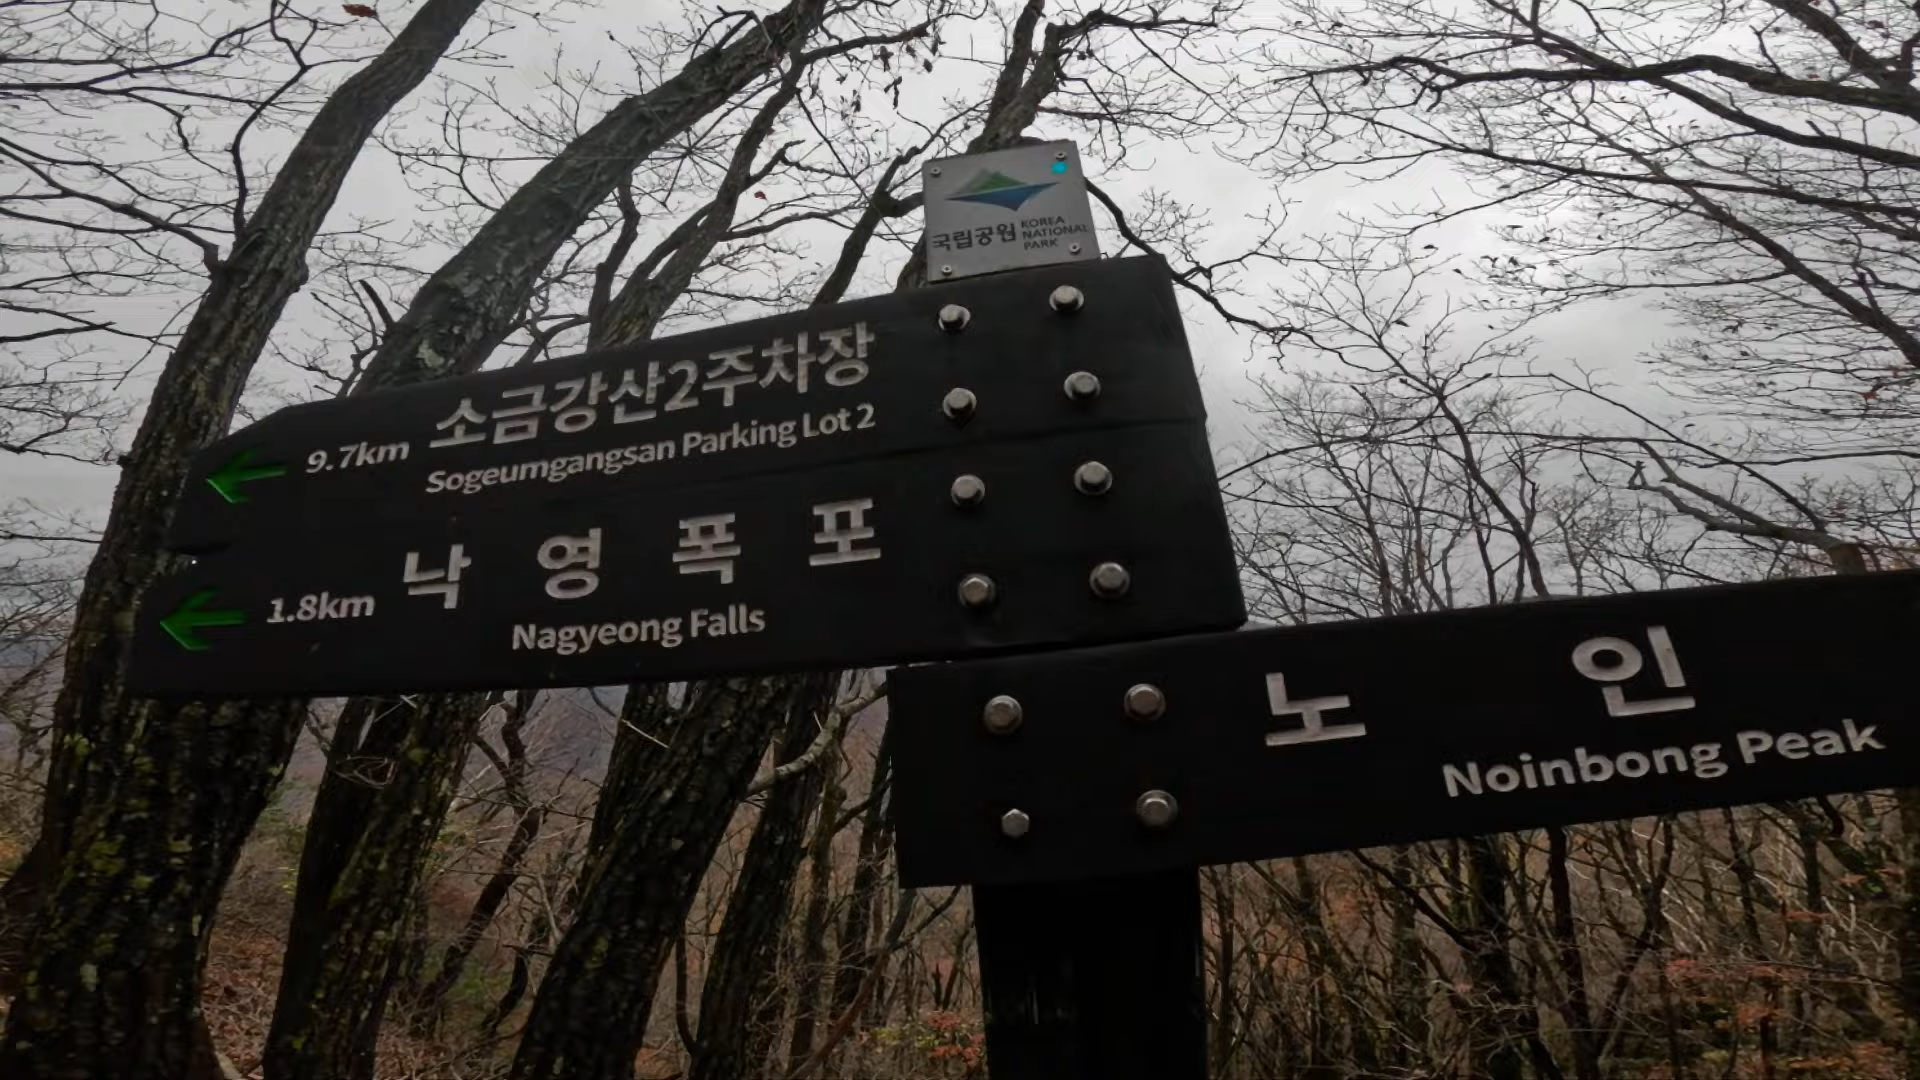 국립공원 KOREA
NATIONAL
PARK
소금강산2주차장
9.7km
Sogeumgangsan Parking Lot 2
낙영폭포
1.8km
Nagyeong Falls
노인
Noinbong Peak